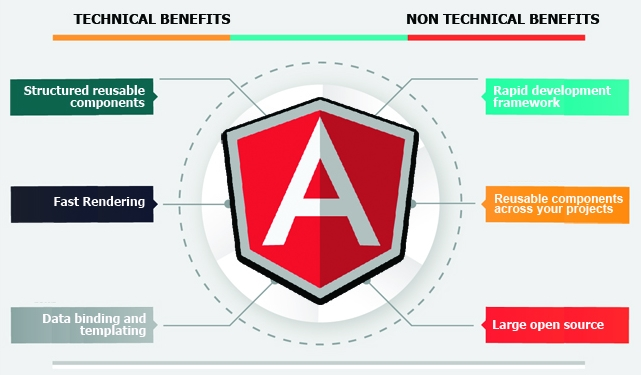 TECHNICAL BENEFITS
NON TECHNICAL BENEFITS
Structured reusable
components
Rapid development
framework
Fast Rendering
Reusable components
across your projects
Data binding and
templating
Large open source
A